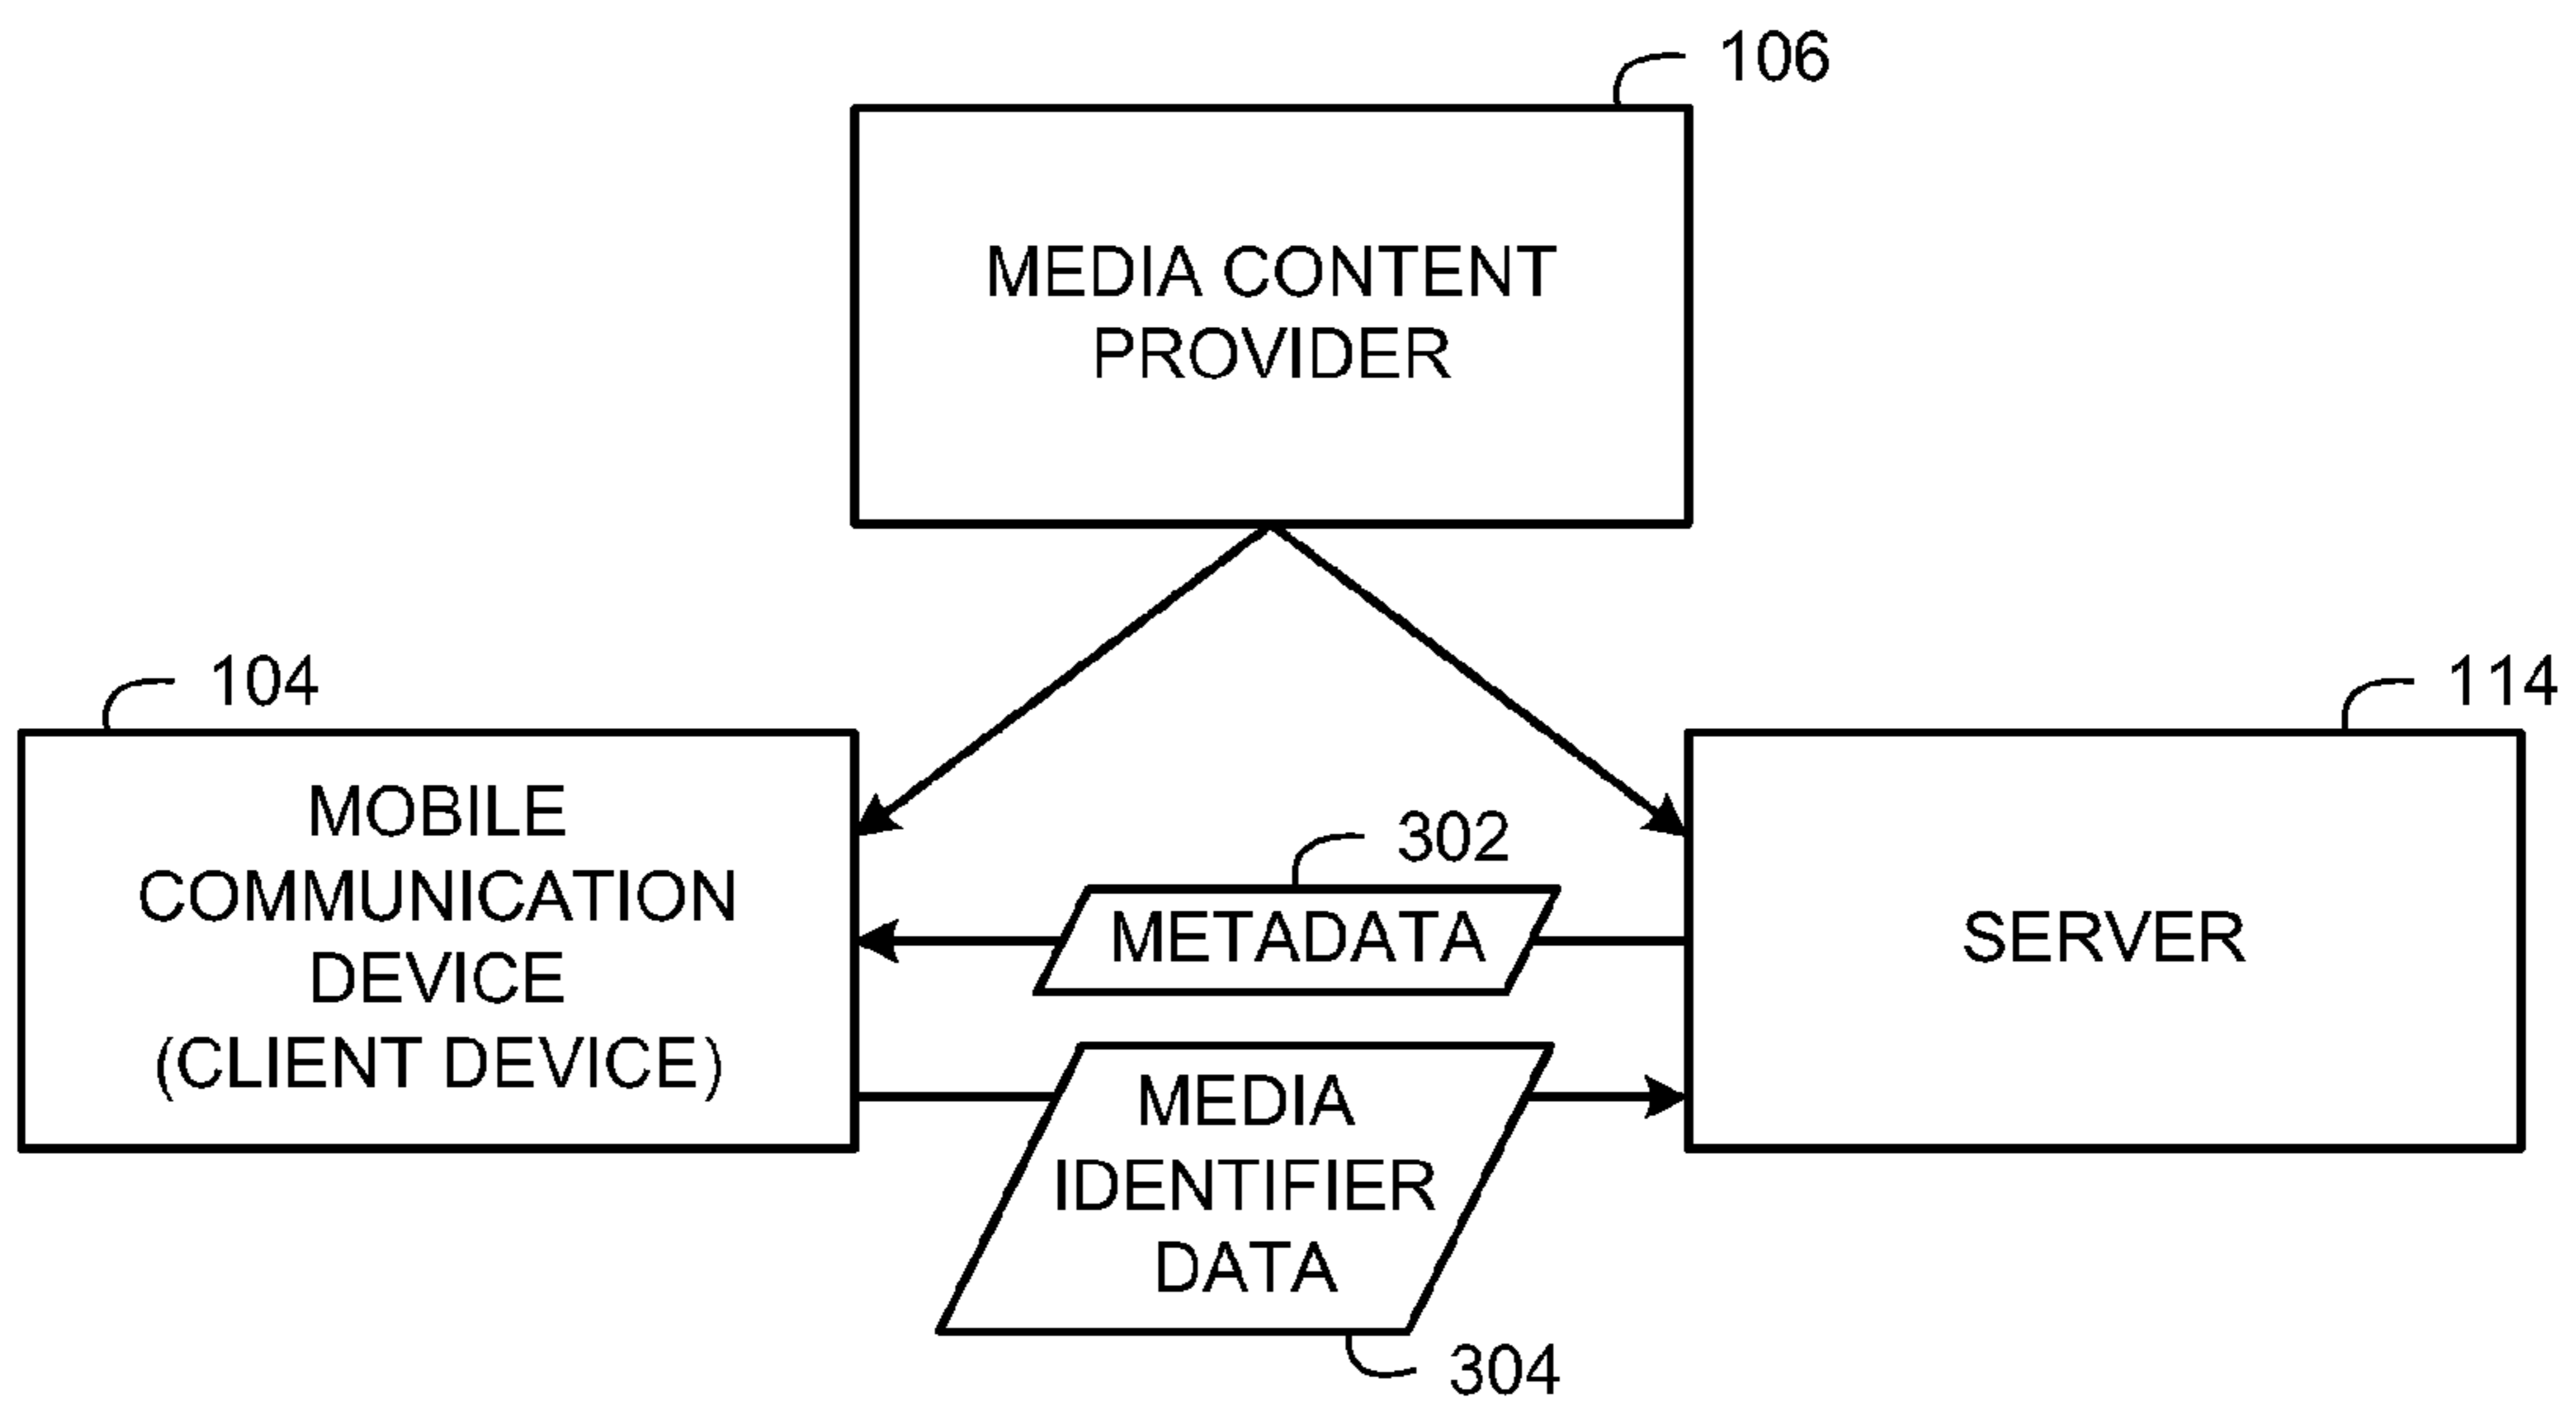 106
MEDIA CONTENT
PROVIDER
104
114
MOBILE
COMMUNICATION
DEVICE
(CLIENT DEVICE)
302
METADATA
SERVER
MEDIA
IDENTIFIER
DATA
304